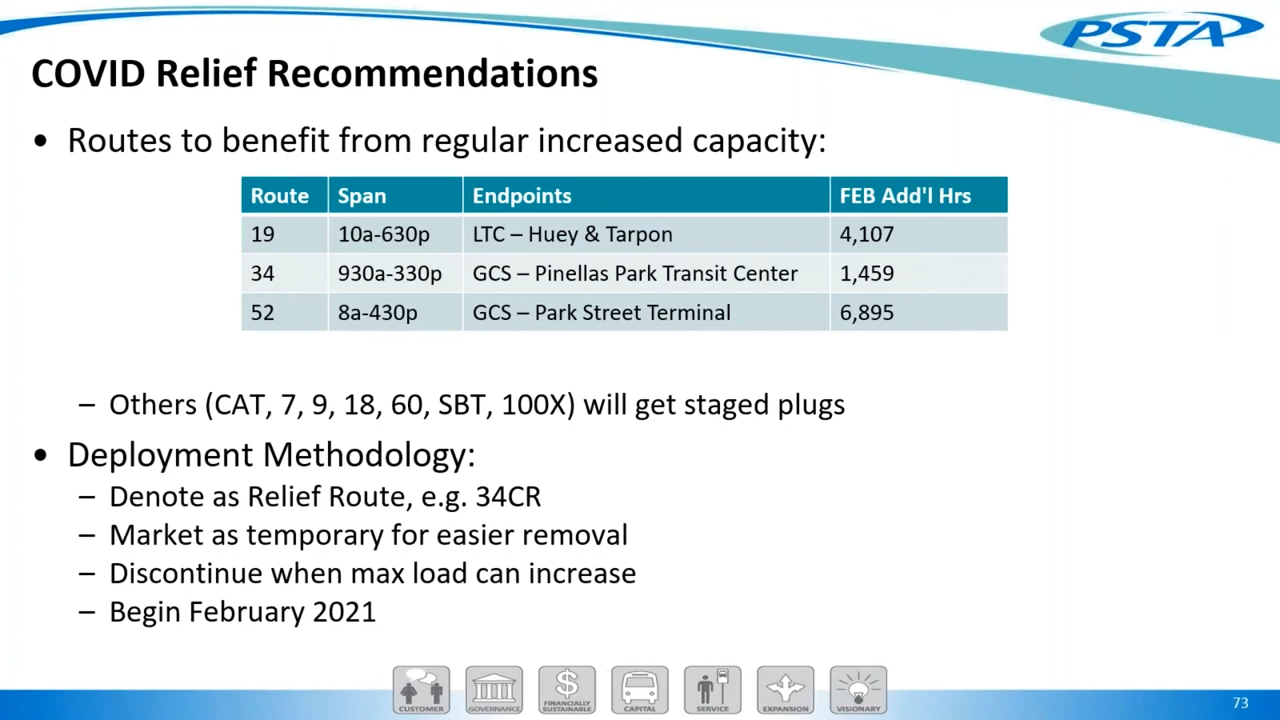 PSTA
COVID Relief Recommendations
• Routes to benefit from regular increased capacity:
Route Span Endpoints FEB Add'l Hrs
19 10a-630p LTC – Huey & Tarpon 4,107
34 930a-330p GCS – Pinellas Park Transit Center 1,459
52 8a-430p GCS – Park Street Terminal 6,895
– Others (CAT, 7, 9, 18, 60, SBT, 100X) will get staged plugs
• Deployment Methodology:
– Denote as Relief Route, e.g. 34CR
– Market as temporary for easier removal
– Discontinue when max load can increase
– Begin February 2021
CUSTOMER GOVERNANCE FINANCIALLY SUSTAINABLE CAPITAL SERVICE EXPANSION VISIONARY
73